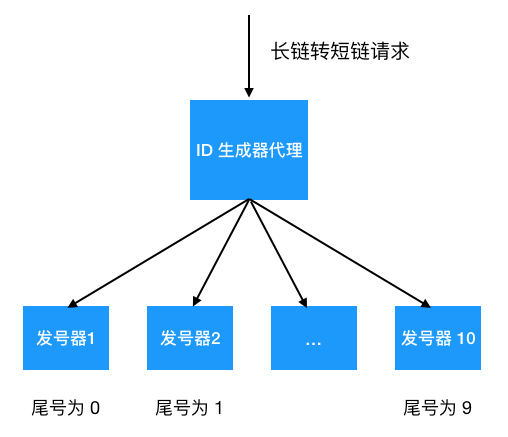 长链转短链请求
ID 生成器代理
发号器1
发号器2
...
发号器 10
尾号为 0
尾号为 1
尾号为 9